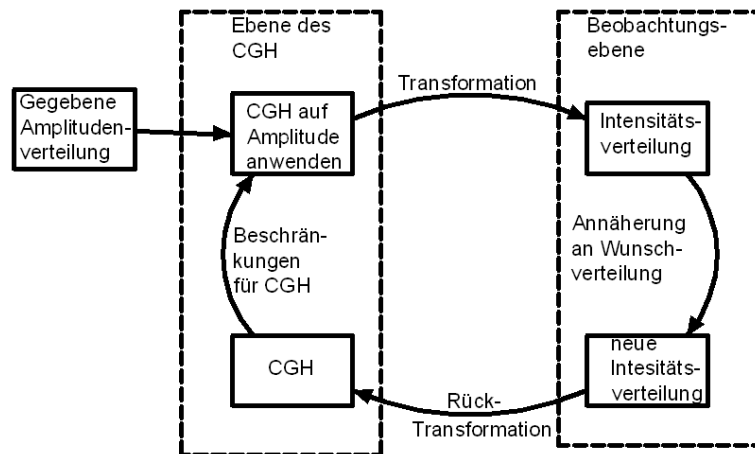 Ebene des
CGH
Beobachtungs-
ebene
Gegebene
Amplituden-
verteilung
CGH auf
Amplitude
anwenden
Transformation
Intensitäts-
verteilung
Annäherung
an Wunsch-
verteilung
Beschrän-
kungen
für CGH
CGH
neue
Intesitäts-
verteilung
Rück-
Transformation